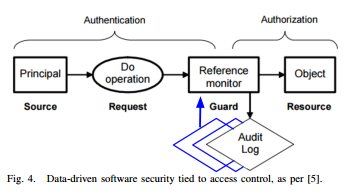 Authentication
Authorization
Principal
Do
operation
Reference
monitor
Object
Source
Request
Guard
Resource
Audit
Log
Fig. 4. Data-driven software security tied to access control, as per [5].